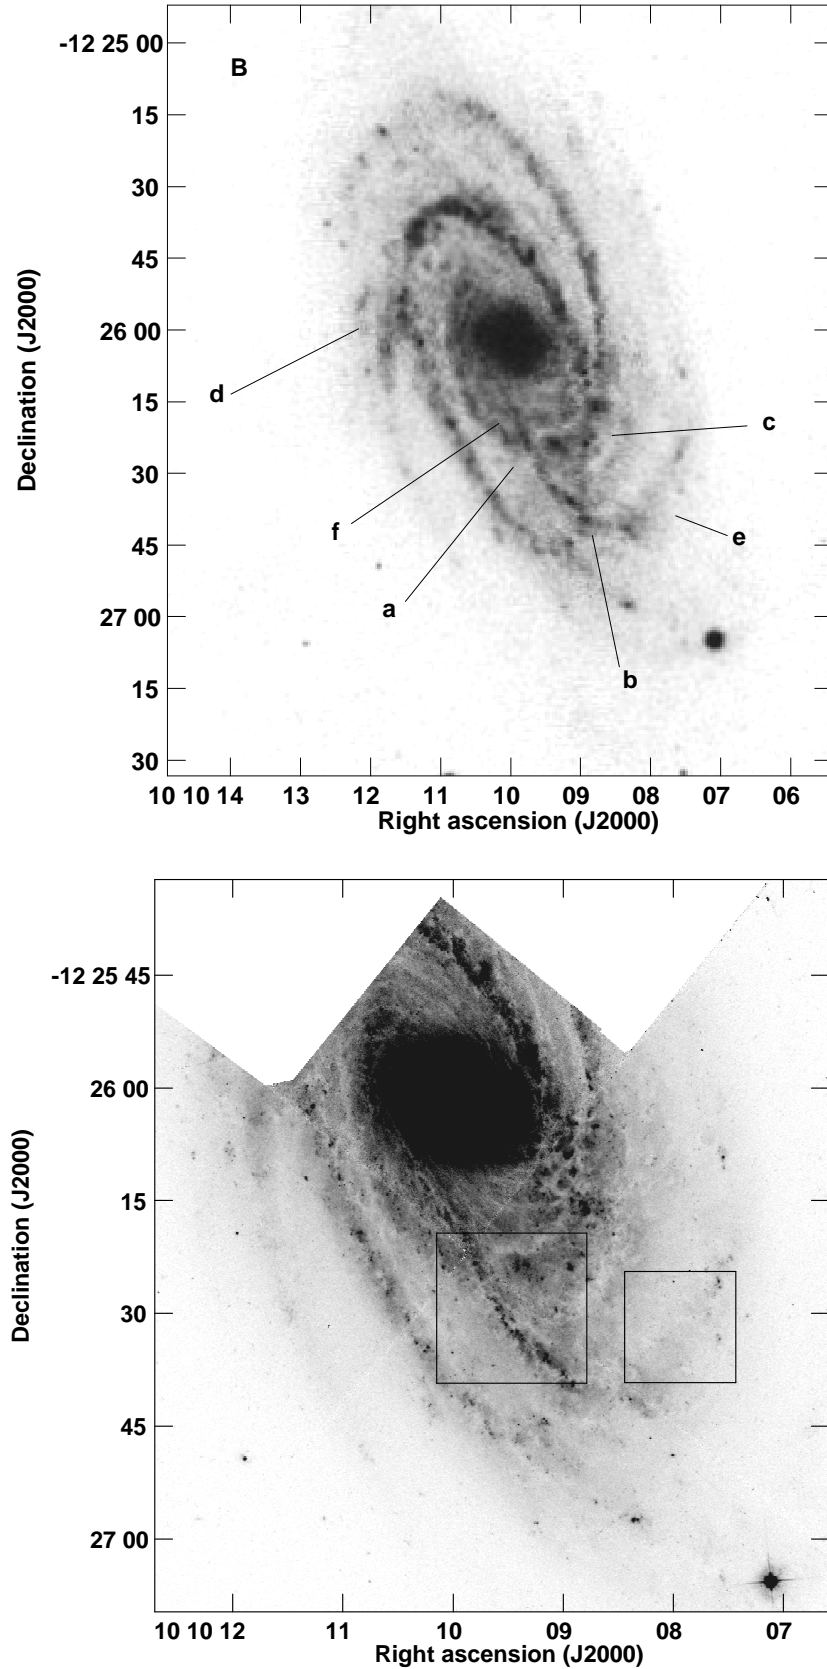 -12 25 00
B
15
30
45
26 00
d
15
c
30
f
e
45
a
27 00
b
15
30
Declination (J2000)
10 10 14 13 12 11 10 09 08 07 06
Right ascension (J2000)
-12 25 45
26 00
15
30
45
27 00
Declination (J2000)
10 10 12 11 10 09 08 07
Right ascension (J2000)